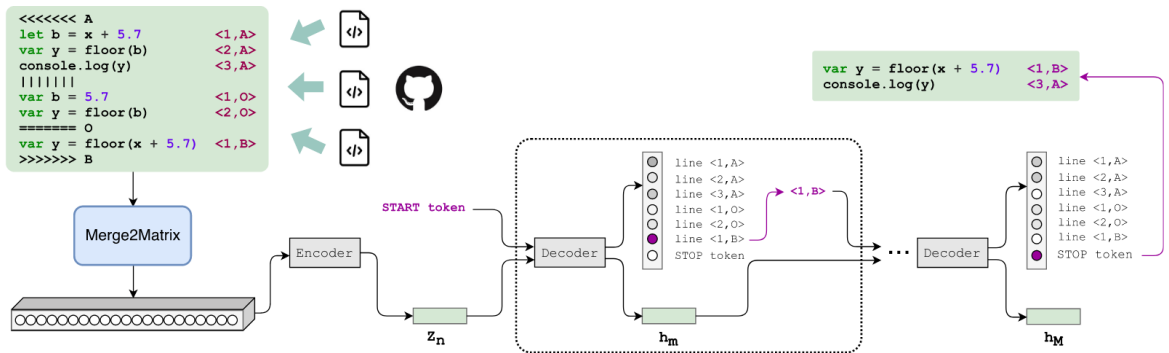 <<<<<<< A
let b = x + 5.7 <1,A>
var y = floor(b) <2,A>
console.log(y) <3,A>
|||||||
var b = 5.7 <1,O>
var y = floor(b) <2,O>
======= O
var y = floor(x + 5.7) <1,B>
>>>>>>> B
</>
</>
</>
Merge2Matrix
Encoder
Zn
START token
Decoder
line <1,A>
line <2,A>
line <3,A>
line <1,O>
line <2,O>
line <1,B>
STOP token
hm
<1,B>
...
Decoder
line <1,A>
line <2,A>
line <3,A>
line <1,O>
line <2,O>
line <1,B>
STOP token
hM
var y = floor(x + 5.7) <1,B>
console.log(y) <3,A>